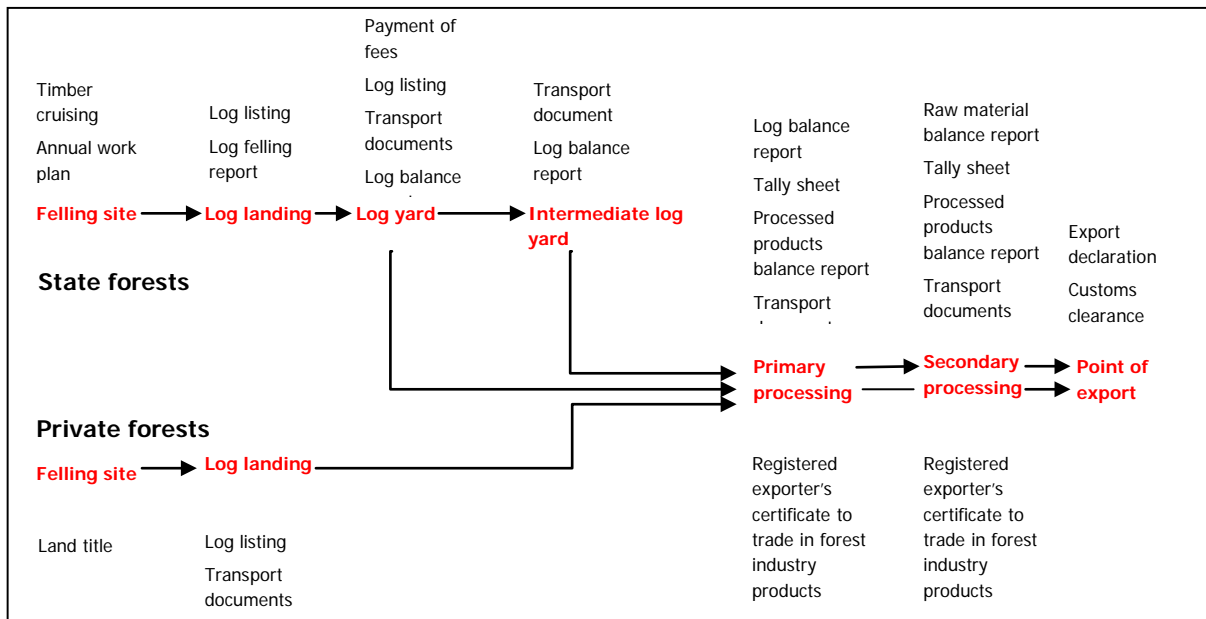 Timber
cruising
Annual work
plan
Log listing
Log felling
report
Payment of
fees
Log listing
Transport
documents
Log balance
Transport
document
Log balance
report
Log balance
report
Tally sheet
Processed
products
balance report
Transport
Raw material
balance report
Tally sheet
Processed
products
balance report
Transport
documents
Export
declaration
Customs
clearance
Felling site
Log landing
Log yard
Intermediate log
yard
State forests
Primary
processing
Secondary
processing
Point of
export
Private forests
Felling site
Log landing
Land title
Log listing
Transport
documents
Registered
exporter's
certificate to
trade in forest
industry
products
Registered
exporter's
certificate to
trade in forest
industry
products